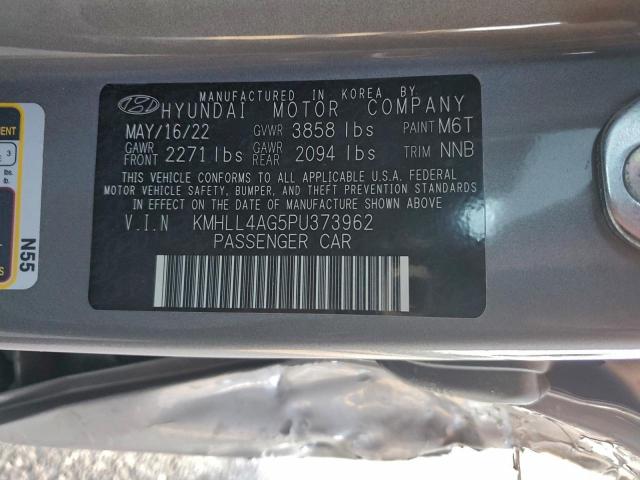 MANUFACTURED IN KOREA BY
HYUNDAI MOTOR COMPANY
MAY/16/22 GVWR 3858 lbs PAINT M6T
GAWR FRONT 2271 lbs GAWR REAR 2094 lbs TRIM NNB
THIS VEHICLE CONFORMS TO ALL APPLICABLE U.S.A. FEDERAL
MOTOR VEHICLE SAFETY, BUMPER, AND THEFT PREVENTION STANDARDS
IN EFFECT ON THE DATE OF MANUFACTURE SHOWN ABOVE.
V.I.N KMHLL4AG5PU373962
PASSENGER CAR
3
lbs.
N55